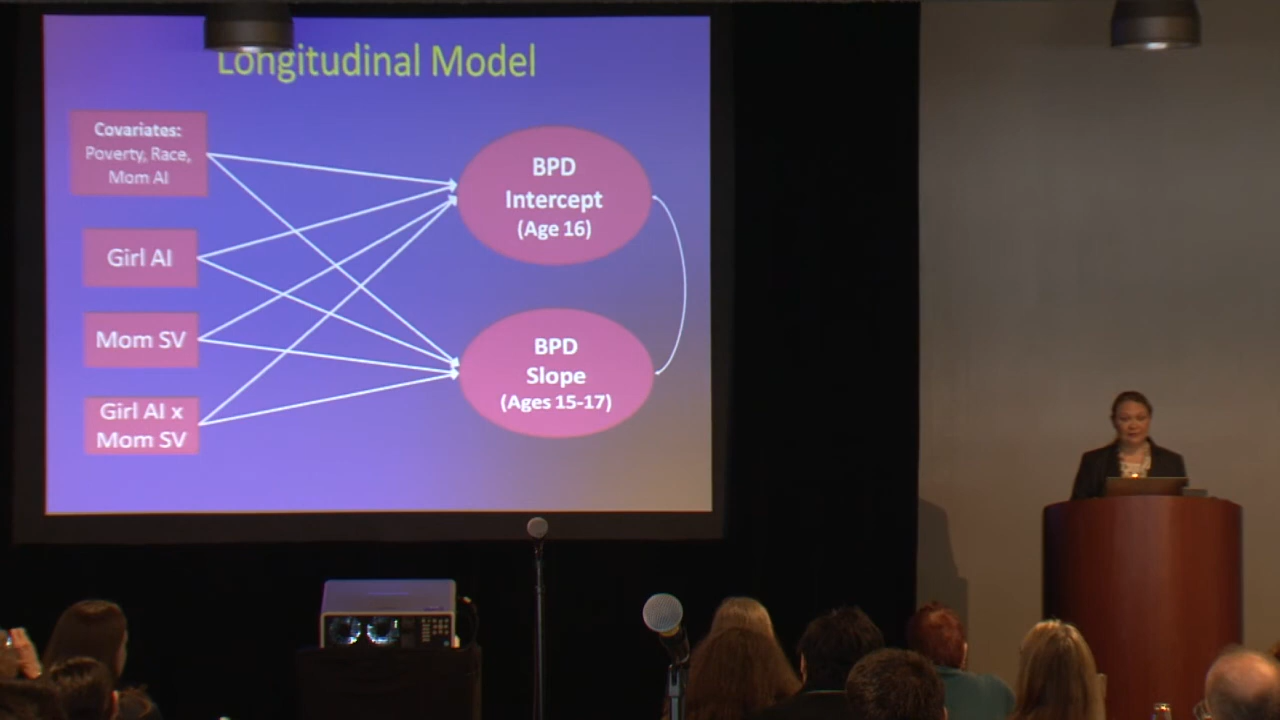 Longitudinal Model
Covariates:
Poverty, Race,
Mom AI
Girl AI
Mom SV
Girl AI x
Mom SV
BPD
Intercept
(Age 16)
BPD
Slope
(Ages 15-17)